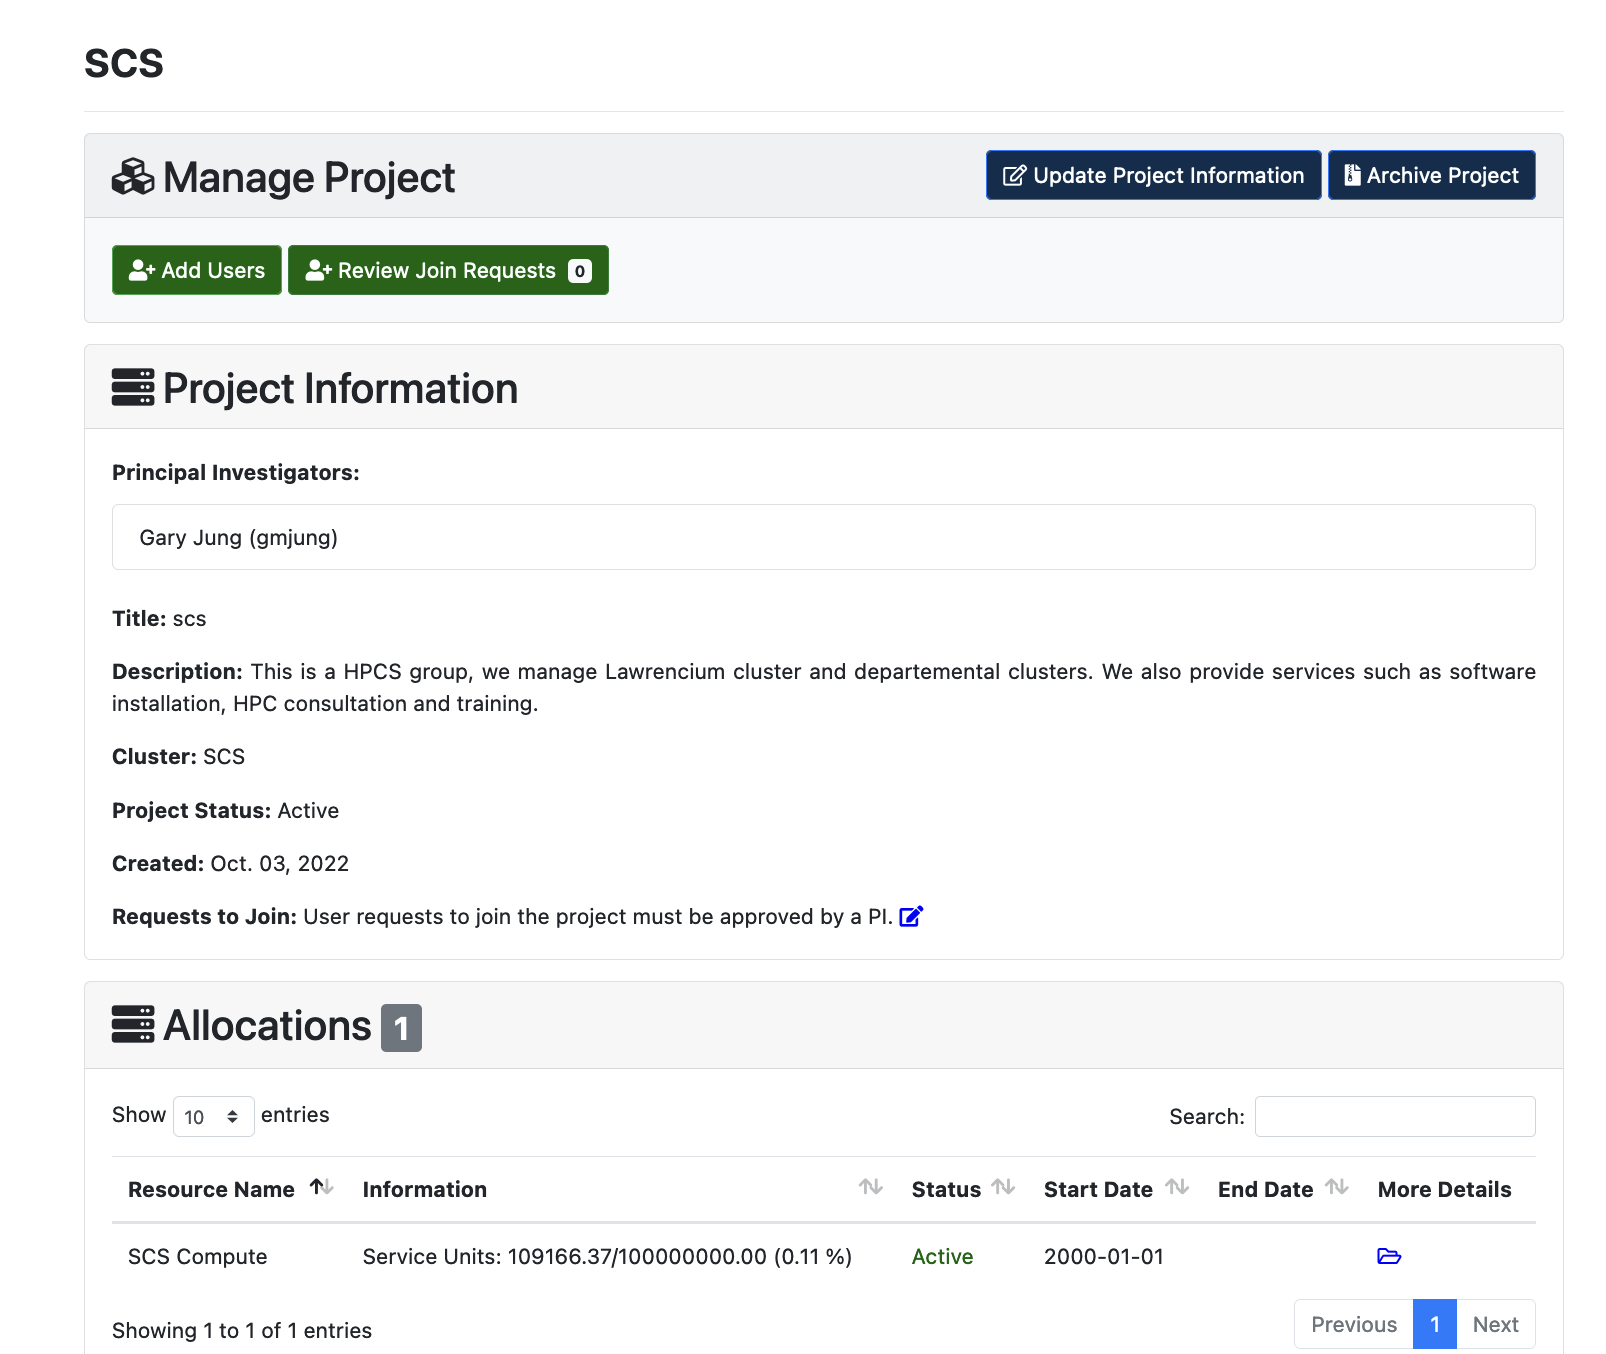 scs
Manage Project
Update Project Information
Archive Project
Add Users
Review Join Requests 0
Project Information
Principal Investigators:
Gary Jung (gmjung)
Title: scs
Description: This is a HPCS group, we manage Lawrencium cluster and departemental clusters. We also provide services such as software
installation, HPC consultation and training.
Cluster: SCS
Project Status: Active
Created: Oct. 03, 2022
Requests to Join: User requests to join the project must be approved by a PI.
Allocations 1
Show 10 entries
Search:
Resource Name Information Status Start Date End Date More Details
SCS Compute Service Units: 109166.37/100000000.00 (0.11 %) Active 2000-01-01
Showing 1 to 1 of 1 entries
Previous 1 Next